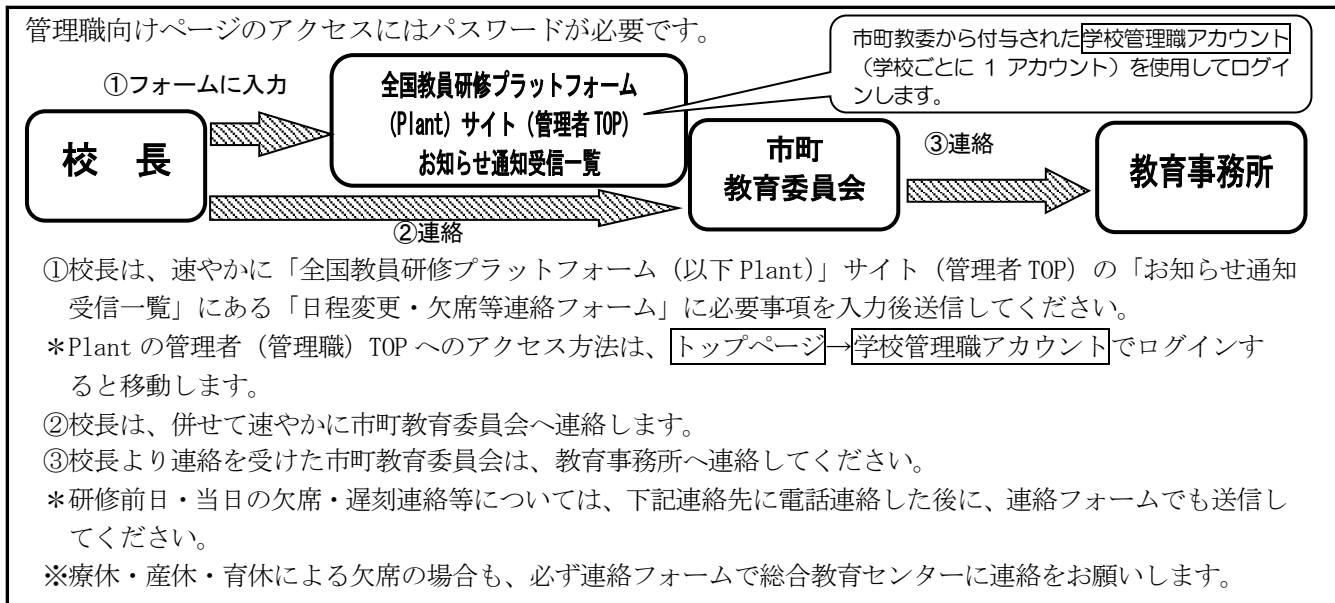 管理職向けページのアクセスにはパスワードが必要です。
市町教委から付与された学校管理職アカウント
（学校ごとに 1 アカウント）を使用してログイ
ンします。
①フォームに入力
全国教員研修プラットフォーム
(Plant) サイト（管理者 TOP）
お知らせ通知受信一覧
校　長
市町
教育委員会
③連絡
教育事務所
②連絡
①校長は、速やかに「全国教員研修プラットフォーム（以下 Plant）」サイト（管理者 TOP）の「お知らせ通知
受信一覧」にある「日程変更・欠席等連絡フォーム」に必要事項を入力後送信してください。
＊Plant の管理者（管理職）TOP へのアクセス方法は、トップページ→学校管理職アカウントでログインす
ると移動します。
②校長は、併せて速やかに市町教育委員会へ連絡します。
③校長より連絡を受けた市町教育委員会は、教育事務所へ連絡してください。
＊研修前日・当日の欠席・遅刻連絡等については、下記連絡先に電話連絡した後に、連絡フォームでも送信し
てください。
※療休・産休・育休による欠席の場合も、必ず連絡フォームで総合教育センターに連絡をお願いします。